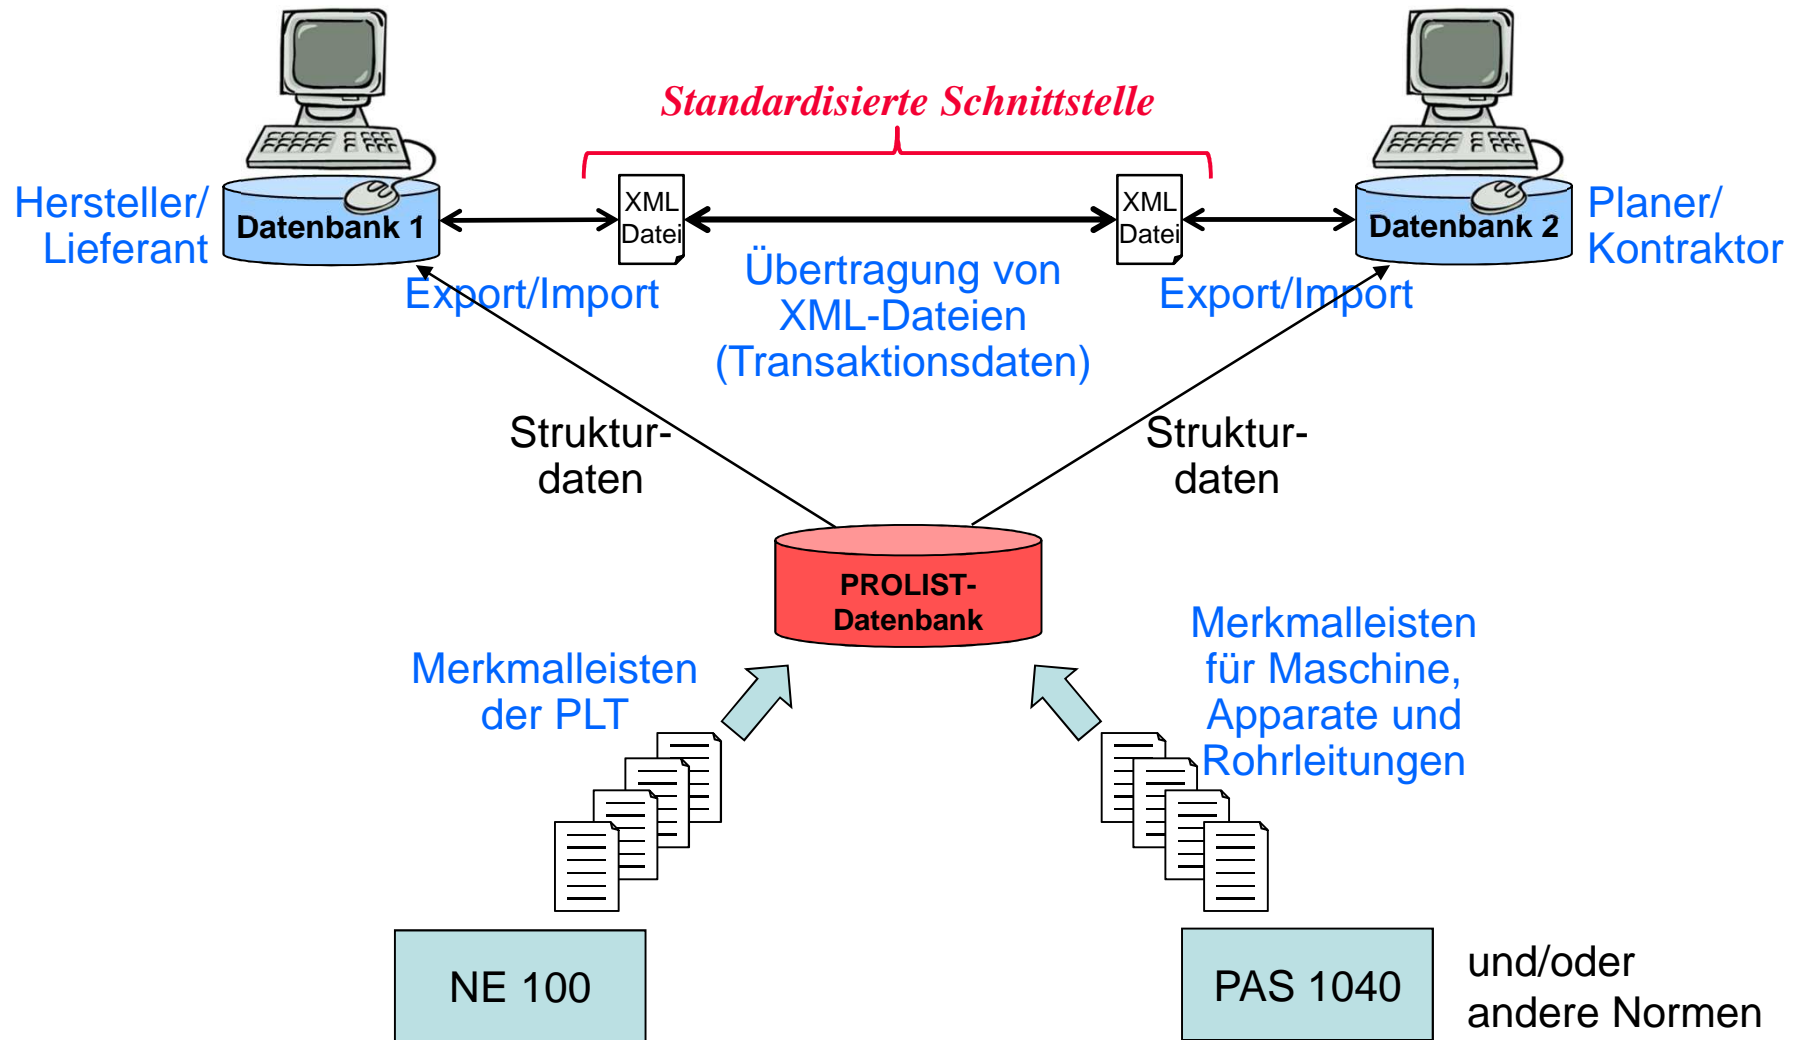 Standardisierte Schnittstelle
Hersteller/
Lieferant
Datenbank 1
XML
Datei
XML
Datei
Datenbank 2
Planer/
Kontraktor
Export/Import
Übertragung von
XML-Dateien
(Transaktionsdaten)
Export/Import
Struktur-
daten
Struktur-
daten
PROLIST-
Datenbank
Merkmalleisten
der PLT
Merkmalleisten
für Maschine,
Apparate und
Rohrleitungen
NE 100
PAS 1040
und/oder
andere Normen